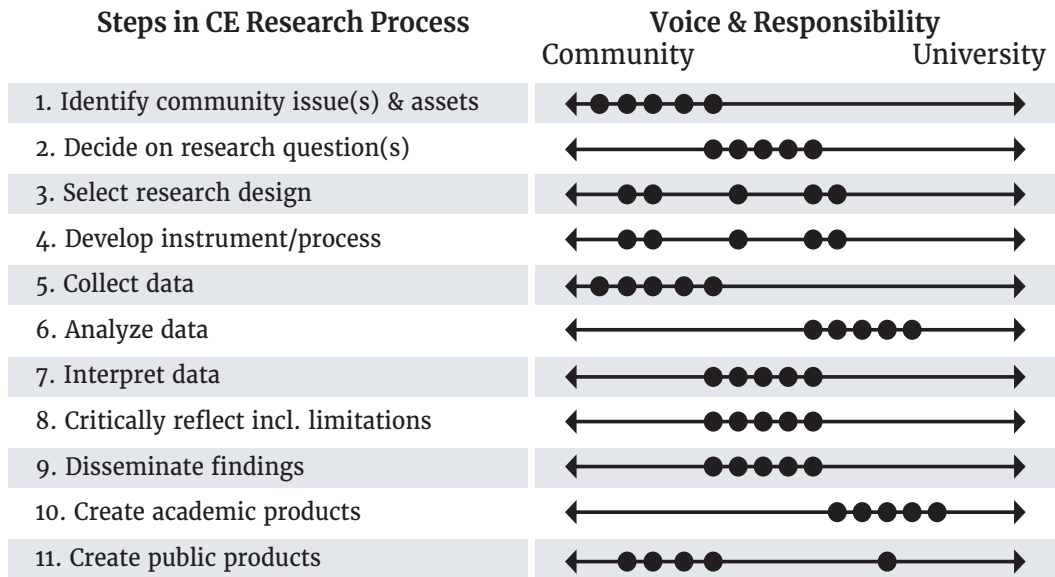 Steps in CE Research Process
Voice & Responsibility
Community University
1. Identify community issue(s) & assets
2. Decide on research question(s)
3. Select research design
4. Develop instrument/process
5. Collect data
6. Analyze data
7. Interpret data
8. Critically reflect incl. limitations
9. Disseminate findings
10. Create academic products
11. Create public products